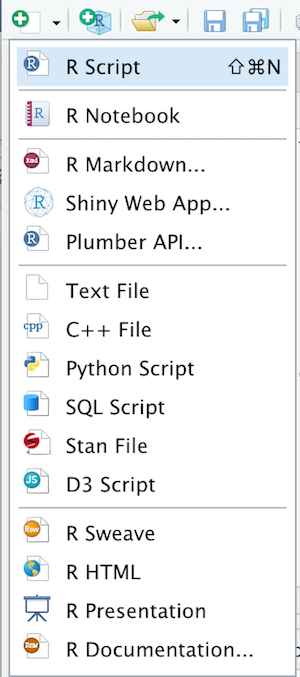 R Script ⇧⌘N
R Notebook
R Markdown...
Shiny Web App...
Plumber API...
Text File
C++ File
Python Script
SQL Script
Stan File
D3 Script
R Sweave
R HTML
R Presentation
R Documentation...